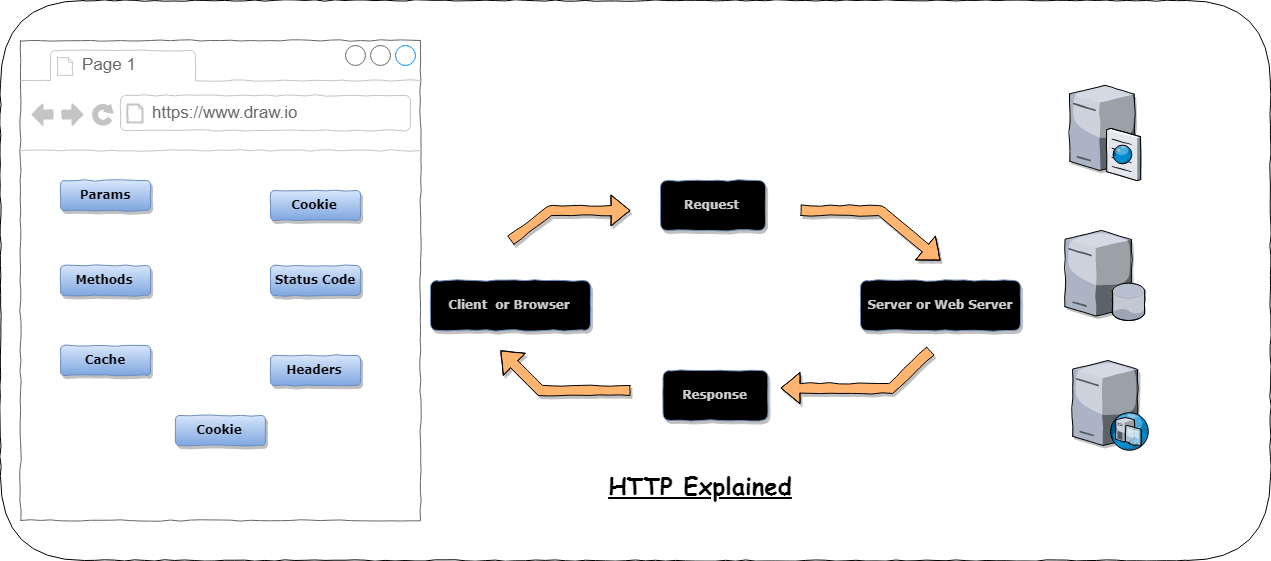 Page 1
https://www.draw.io
Params
Cookie
Methods
Status Code
Cache
Headers
Cookie
Request
Client or Browser
Server or Web Server
Response
HTTP Explained